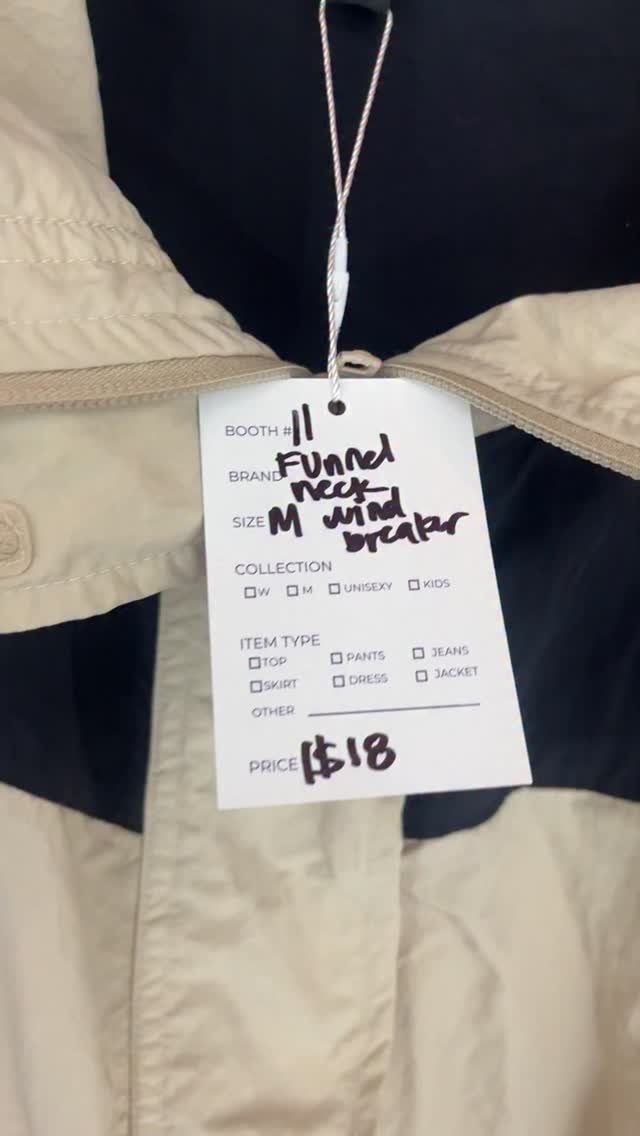 BOOTH #11
BRAND Funnel
neck
SIZE M wind
breaker
COLLECTION
W M UNISEXY KIDS
ITEM TYPE
TOP PANTS JEANS
SKIRT DRESS JACKET
OTHER
PRICE $18